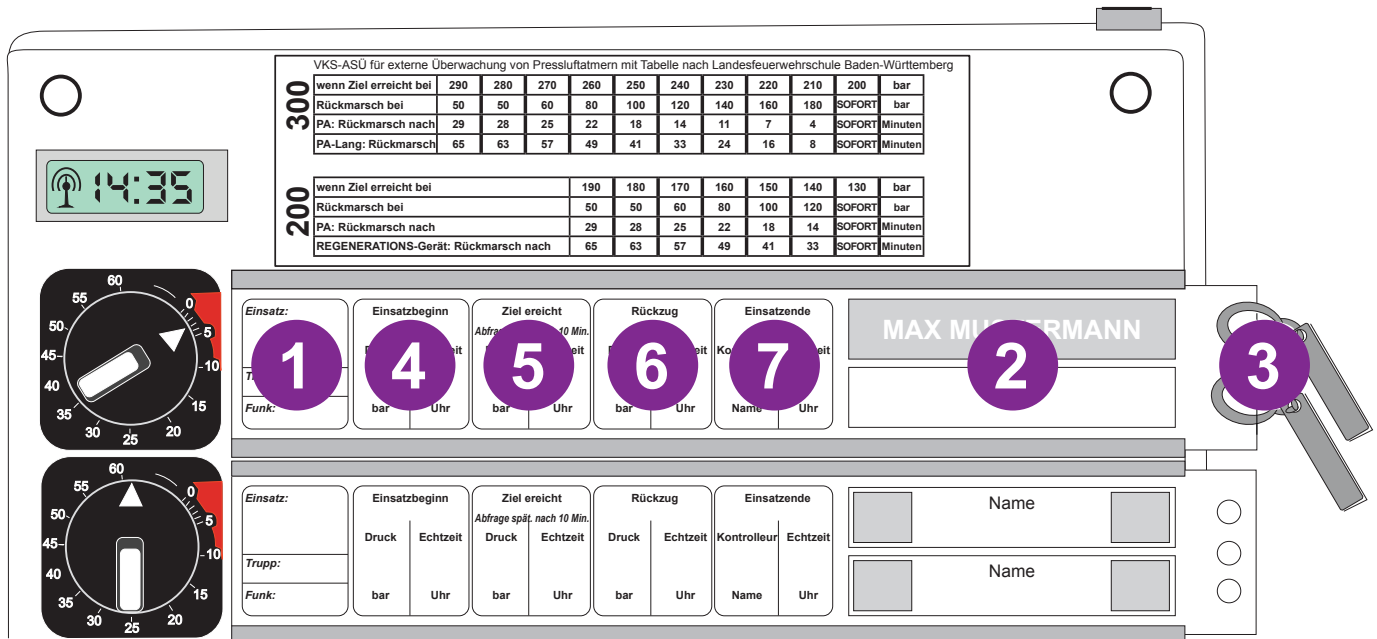 VKS-ASÜ für externe Überwachung von Pressluftatmern mit Tabelle nach Landesfeuerwehrschule Baden-Württemberg
300
wenn Ziel erreicht bei 290 280 270 260 250 240 230 220 210 200 bar
Rückmarsch bei 50 50 60 80 100 120 140 160 180 SOFORT bar
PA: Rückmarsch nach 29 28 25 22 18 14 11 7 4 SOFORT Minuten
PA-Lang: Rückmarsch 65 63 57 49 41 33 24 16 8 SOFORT Minuten
200
wenn Ziel erreicht bei 190 180 170 160 150 140 130 bar
Rückmarsch bei 50 50 60 80 100 120 SOFORT bar
PA: Rückmarsch nach 29 28 25 22 18 14 SOFORT Minuten
REGENERATIONS-Gerät: Rückmarsch nach 65 63 57 49 41 33 SOFORT Minuten
14:35
60 0 5 10 15 20 25 30 35 40 45 50 55
Einsatz: Einsatzbeginn Ziel ereicht Rückzug Einsatzende
10 Min.
MAX MUSTERMANN
1 4 5 6 7 2 3
Funk: bar Uhr bar Uhr bar Uhr Name Uhr
60 0 5 10 15 20 25 30 35 40 45 50 55
Einsatz: Einsatzbeginn Ziel ereicht Rückzug Einsatzende Name
Abfrage spät. nach 10 Min.
Druck Echtzeit Druck Echtzeit Druck Echtzeit Kontrolleur Echtzeit
Trupp: Name
Funk: bar Uhr bar Uhr bar Uhr Name Uhr